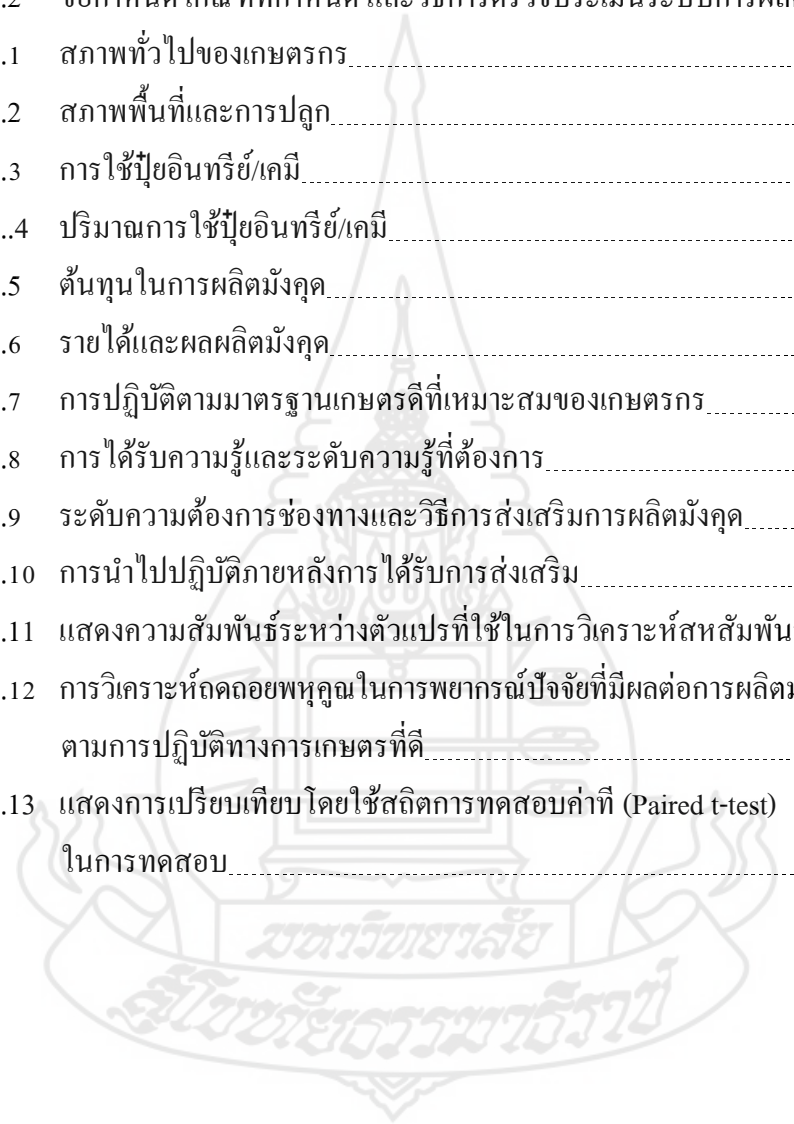 .2 ข้อกำหนด เกณฑ์ที่กำหนด และวิธีการตรวจประเมินระบบการผลิต
.1 สภาพทั่วไปของเกษตรกร
.2 สภาพพื้นที่และการปลูก
.3 การใช้ปุ๋ยอินทรีย์/เคมี
..4 ปริมาณการใช้ปุ๋ยอินทรีย์/เคมี
.5 ต้นทุนในการผลิตมังคุด
.6 รายได้และผลผลิตมังคุด
.7 การปฏิบัติตามมาตรฐานเกษตรดีที่เหมาะสมของเกษตรกร
.8 การได้รับความรู้และระดับความรู้ที่ต้องการ
.9 ระดับความต้องการช่องทางและวิธีการส่งเสริมการผลิตมังคุด
.10 การนำไปปฏิบัติภายหลังการได้รับการส่งเสริม
.11 แสดงความสัมพันธ์ระหว่างตัวแปรที่ใช้ในการวิเคราะห์สหสัมพัน
.12 การวิเคราะห์ถดถอยพหุคูณในการพยากรณ์ปัจจัยที่มีผลต่อการผลิตม
ตามการปฏิบัติทางการเกษตรที่ดี
.13 แสดงการเปรียบเทียบโดยใช้สถิตการทดสอบค่าที (Paired t-test)
ในการทดสอบ
มหาวิทยาลัย
สุโขทัยธรรมาธิราช